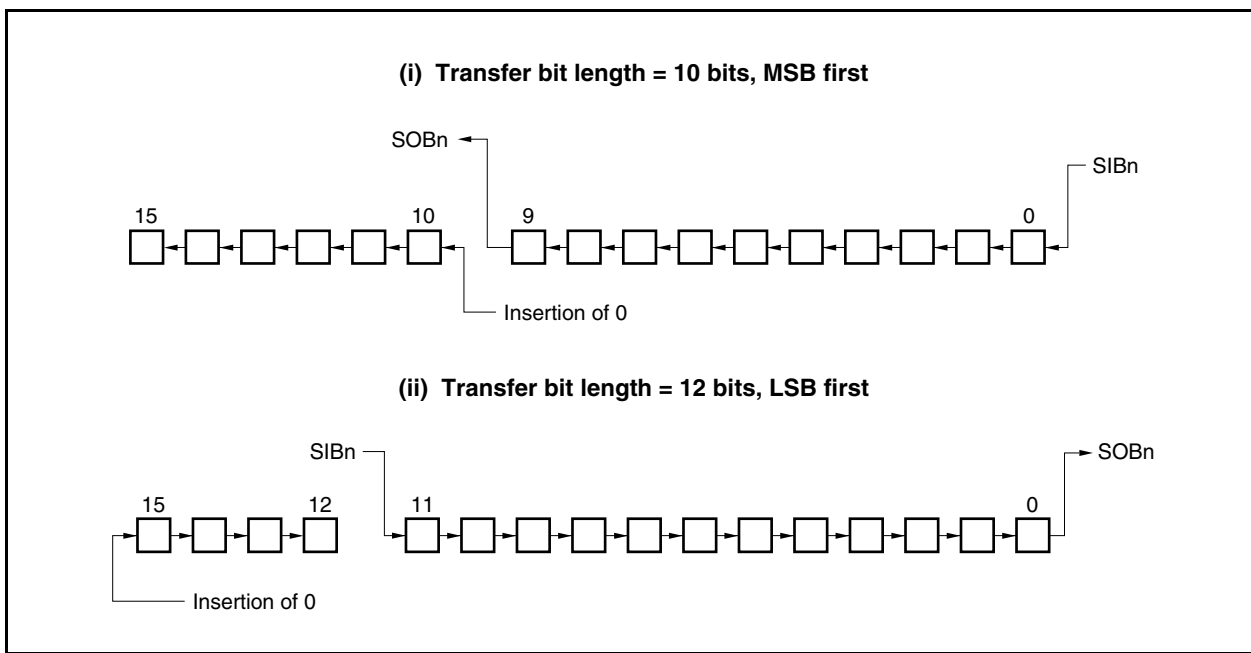 (i) Transfer bit length = 10 bits, MSB first
SOBn
SIBn
15 10 9 0
Insertion of 0
(ii) Transfer bit length = 12 bits, LSB first
SIBn
SOBn
15 12 11 0
Insertion of 0